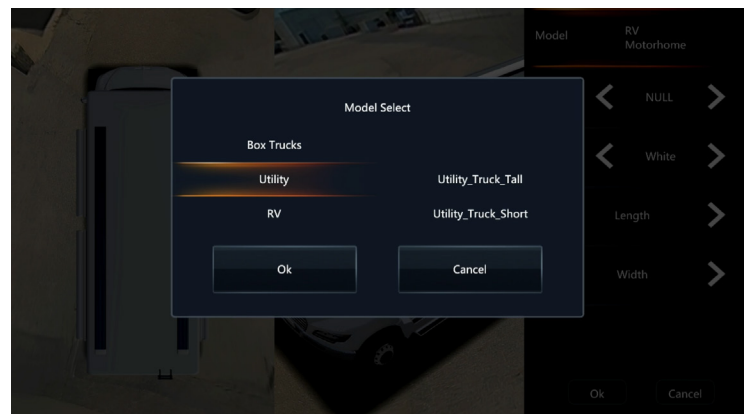 Model
RV
Motorhome
Model Select
NULL
Box Trucks
White
Utility
Utility_Truck_Tall
RV
Utility_Truck_Short
Length
Ok
Cancel
Width
Ok
Cancel